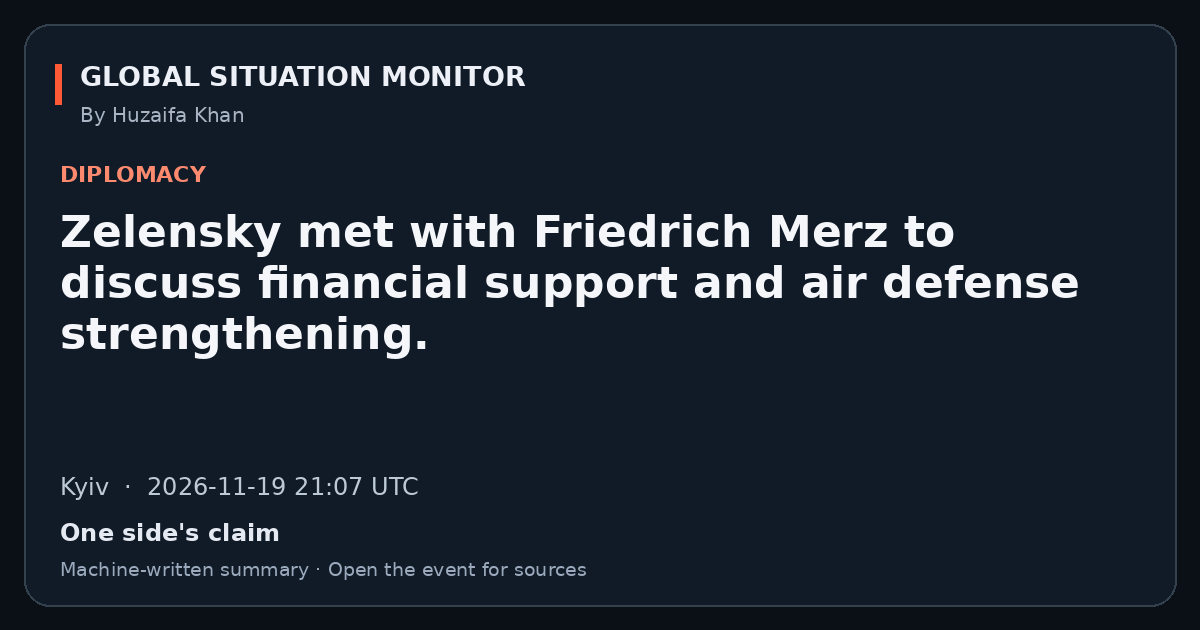 GLOBAL SITUATION MONITOR
By Huzaifa Khan
DIPLOMACY
Zelensky met with Friedrich Merz to
discuss financial support and air defense
strengthening.
Kyiv · 2026-11-19 21:07 UTC
One side's claim
Machine-written summary · Open the event for sources